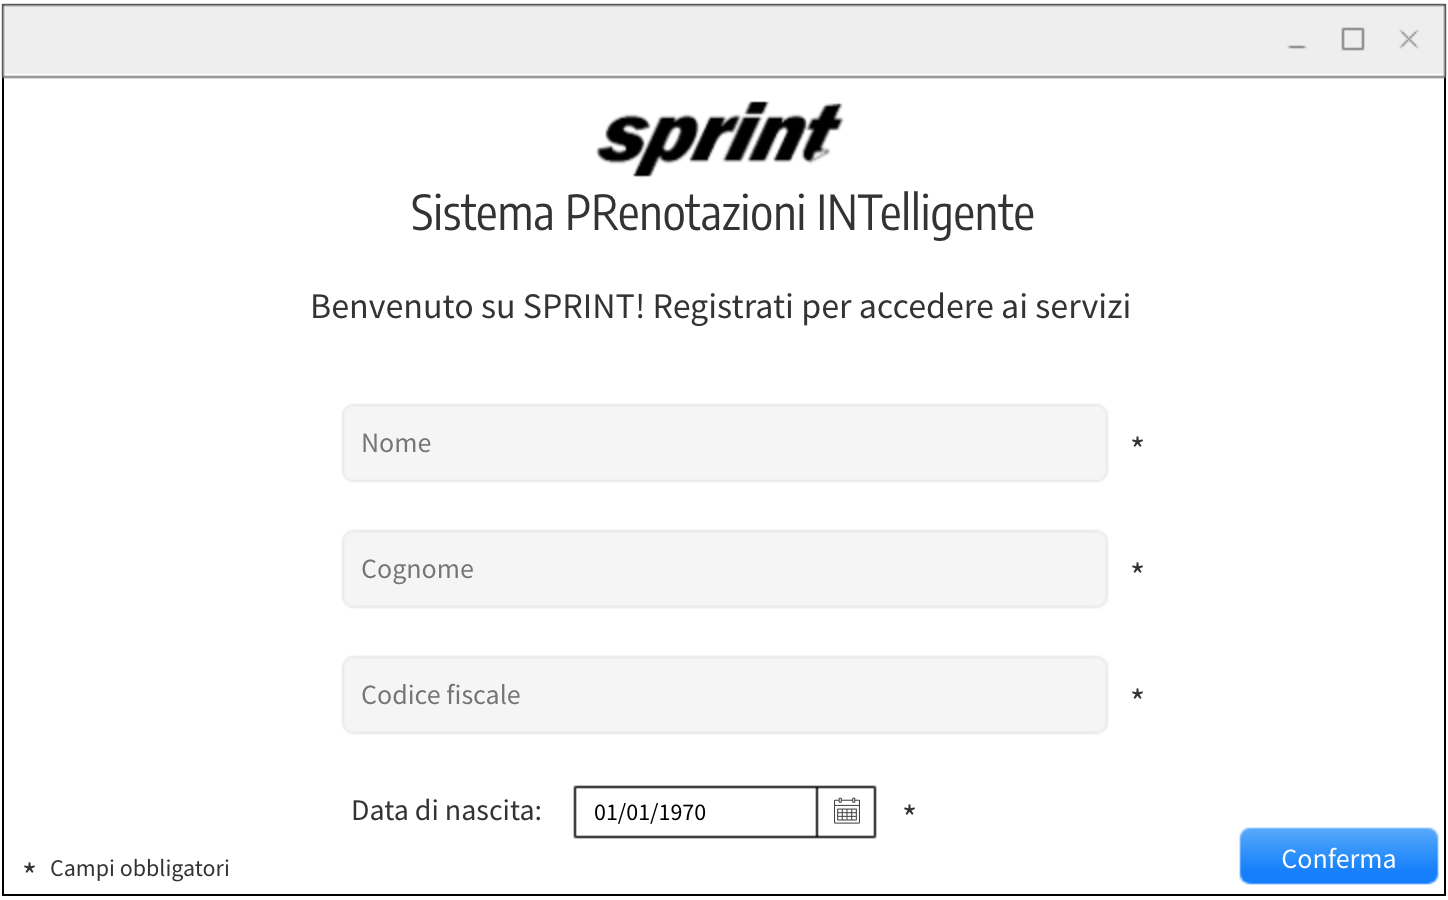 sprint
Sistema PRenotazioni INTelligente
Benvenuto su SPRINT! Registrati per accedere ai servizi
Nome *
Cognome *
Codice fiscale *
Data di nascita: 01/01/1970 *
* Campi obbligatori
Conferma